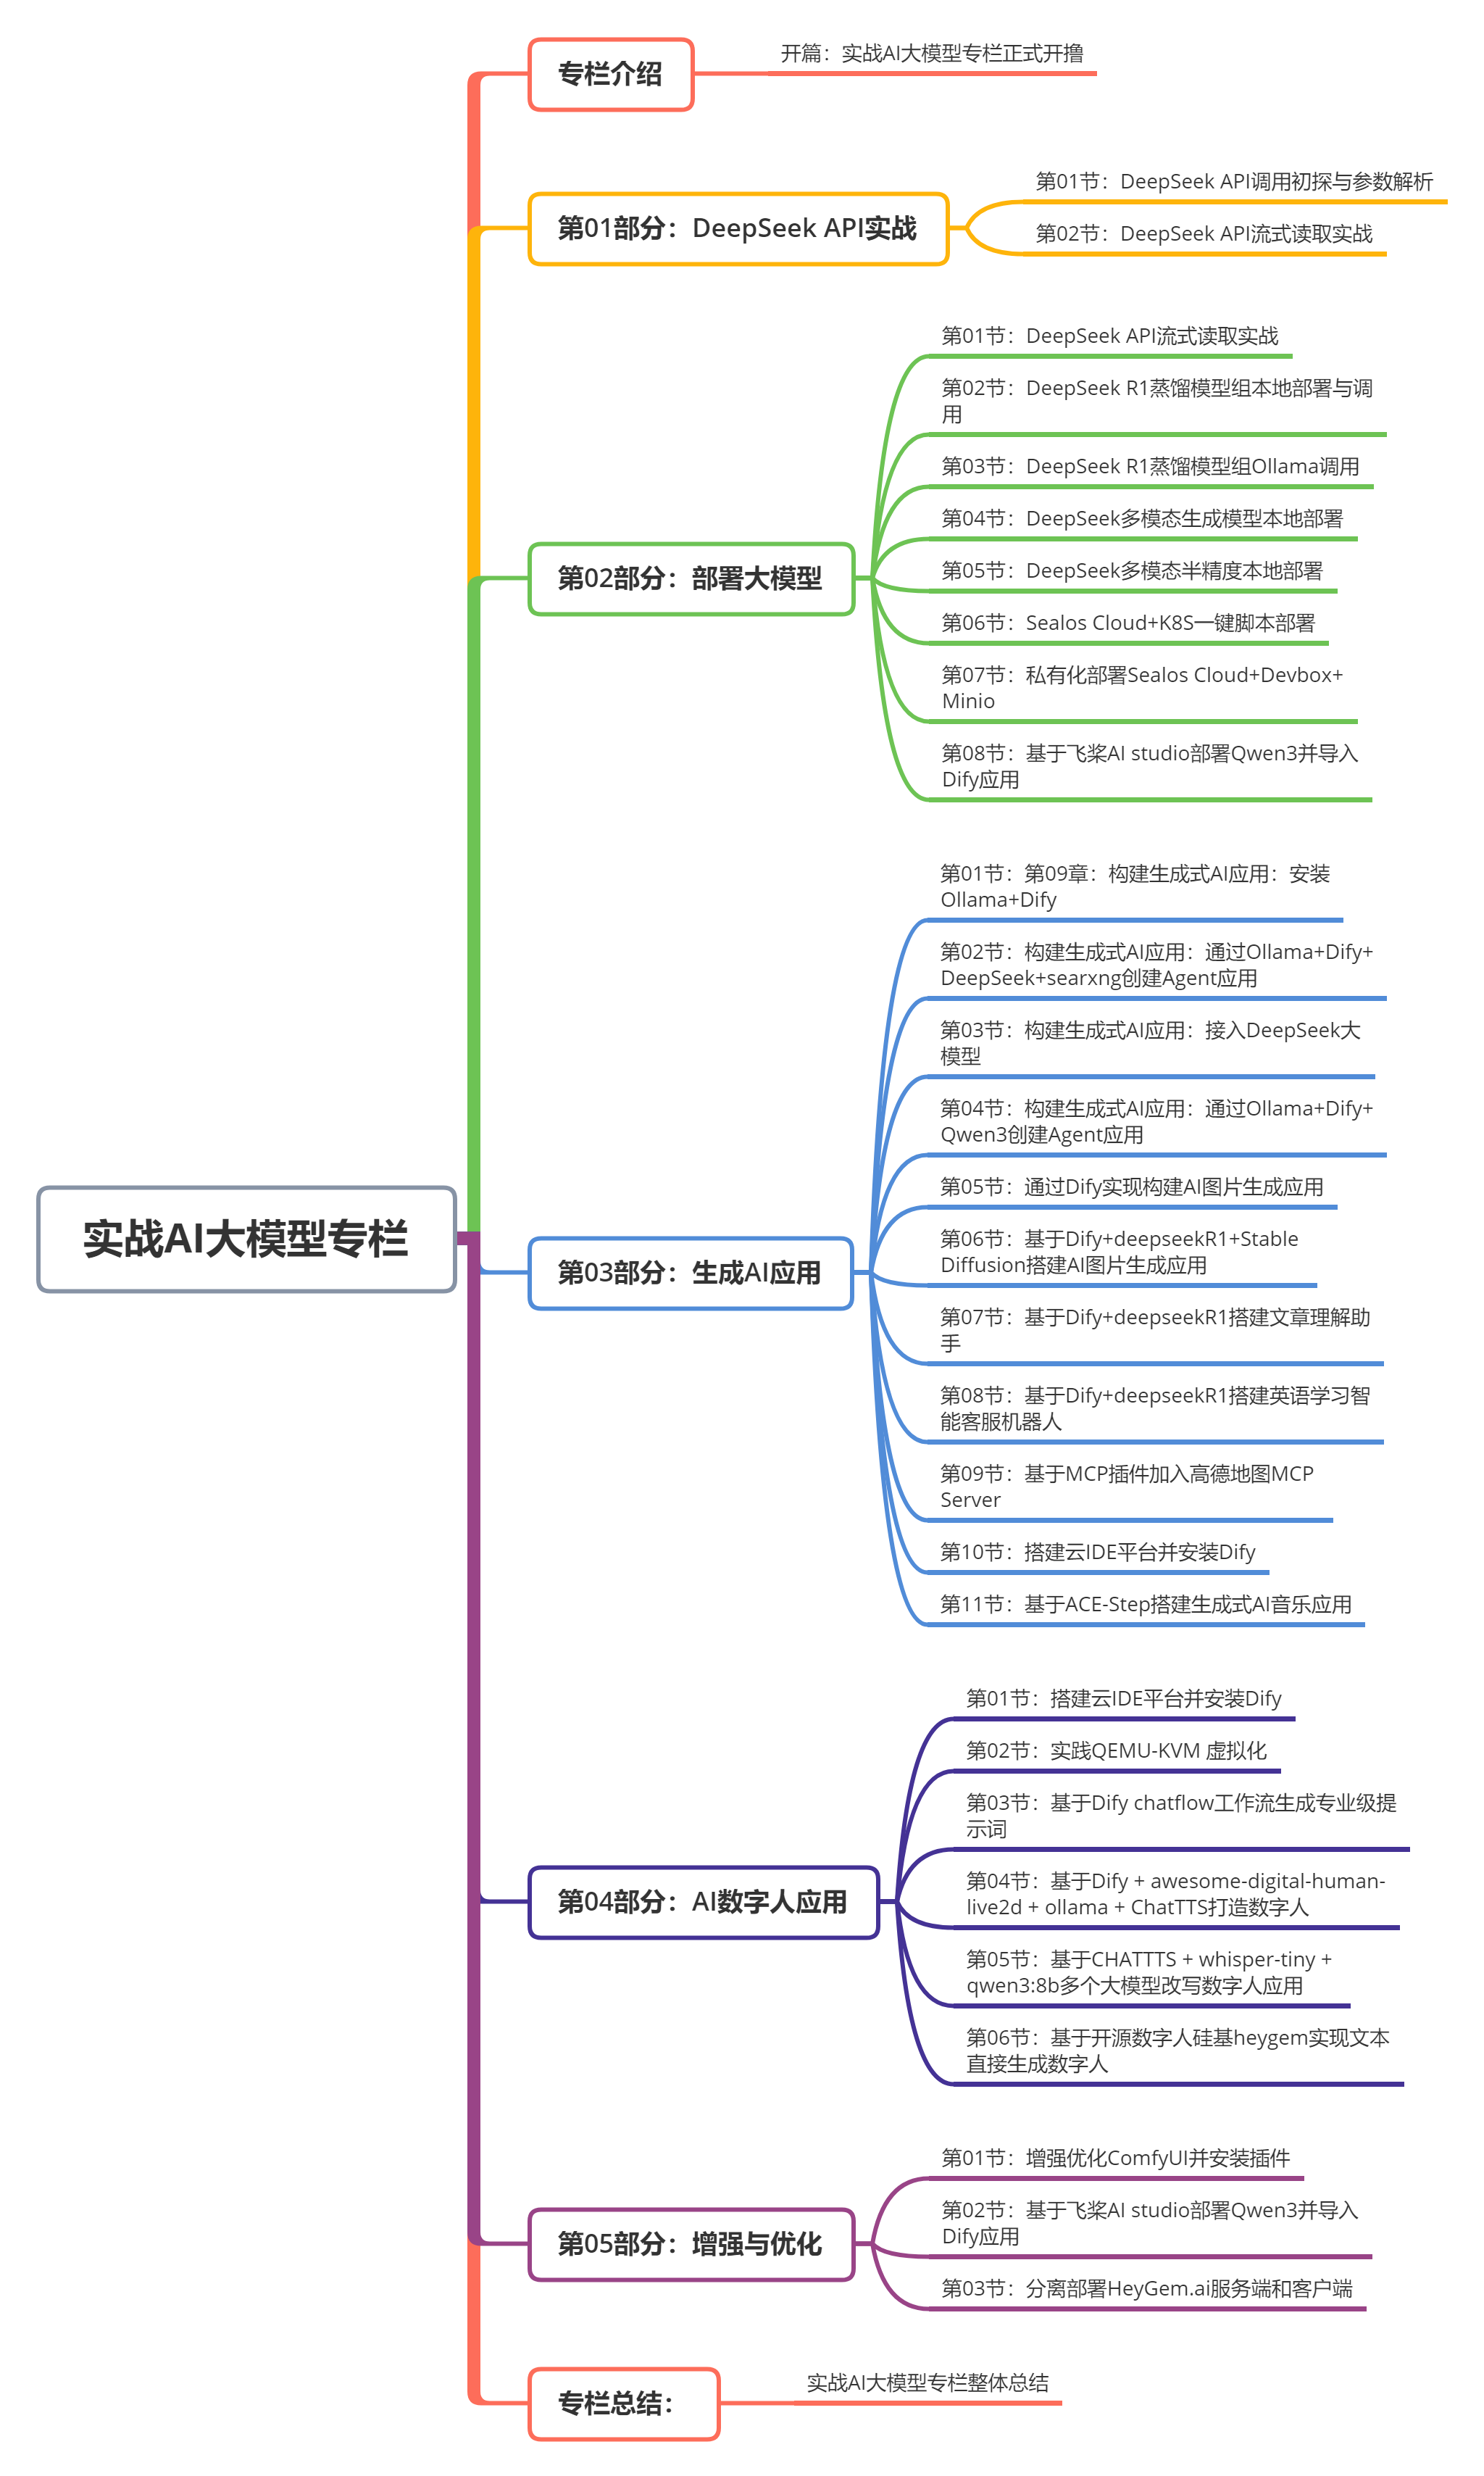 专栏介绍
开篇：实战AI大模型专栏正式开撸
第01部分：DeepSeek API实战
第01节：DeepSeek API调用初探与参数解析
第02节：DeepSeek API流式读取实战
第02部分：部署大模型
第01节：DeepSeek API流式读取实战
第02节：DeepSeek R1蒸馏模型组本地部署与调
用
第03节：DeepSeek R1蒸馏模型组Ollama调用
第04节：DeepSeek多模态生成模型本地部署
第05节：DeepSeek多模态半精度本地部署
第06节：Sealos Cloud+K8S一键脚本部署
第07节：私有化部署Sealos Cloud+Devbox+
Minio
第08节：基于飞桨AI studio部署Qwen3并导入
Dify应用
实战AI大模型专栏
第03部分：生成AI应用
第01节：第09章：构建生成式AI应用：安装
Ollama+Dify
第02节：构建生成式AI应用：通过Ollama+Dify+
DeepSeek+searxng创建Agent应用
第03节：构建生成式AI应用：接入DeepSeek大
模型
第04节：构建生成式AI应用：通过Ollama+Dify+
Qwen3创建Agent应用
第05节：通过Dify实现构建AI图片生成应用
第06节：基于Dify+deepseekR1+Stable
Diffusion搭建AI图片生成应用
第07节：基于Dify+deepseekR1搭建文章理解助
手
第08节：基于Dify+deepseekR1搭建英语学习智
能客服机器人
第09节：基于MCP插件加入高德地图MCP
Server
第10节：搭建云IDE平台并安装Dify
第11节：基于ACE-Step搭建生成式AI音乐应用
第04部分：AI数字人应用
第01节：搭建云IDE平台并安装Dify
第02节：实践QEMU-KVM 虚拟化
第03节：基于Dify chatflow工作流生成专业级提
示词
第04节：基于Dify + awesome-digital-human-
live2d + ollama + ChatTTS打造数字人
第05节：基于CHATTTS + whisper-tiny +
qwen3:8b多个大模型改写数字人应用
第06节：基于开源数字人硅基heygem实现文本
直接生成数字人
第05部分：增强与优化
第01节：增强优化ComfyUI并安装插件
第02节：基于飞桨AI studio部署Qwen3并导入
Dify应用
第03节：分离部署HeyGem.ai服务端和客户端
专栏总结：
实战AI大模型专栏整体总结